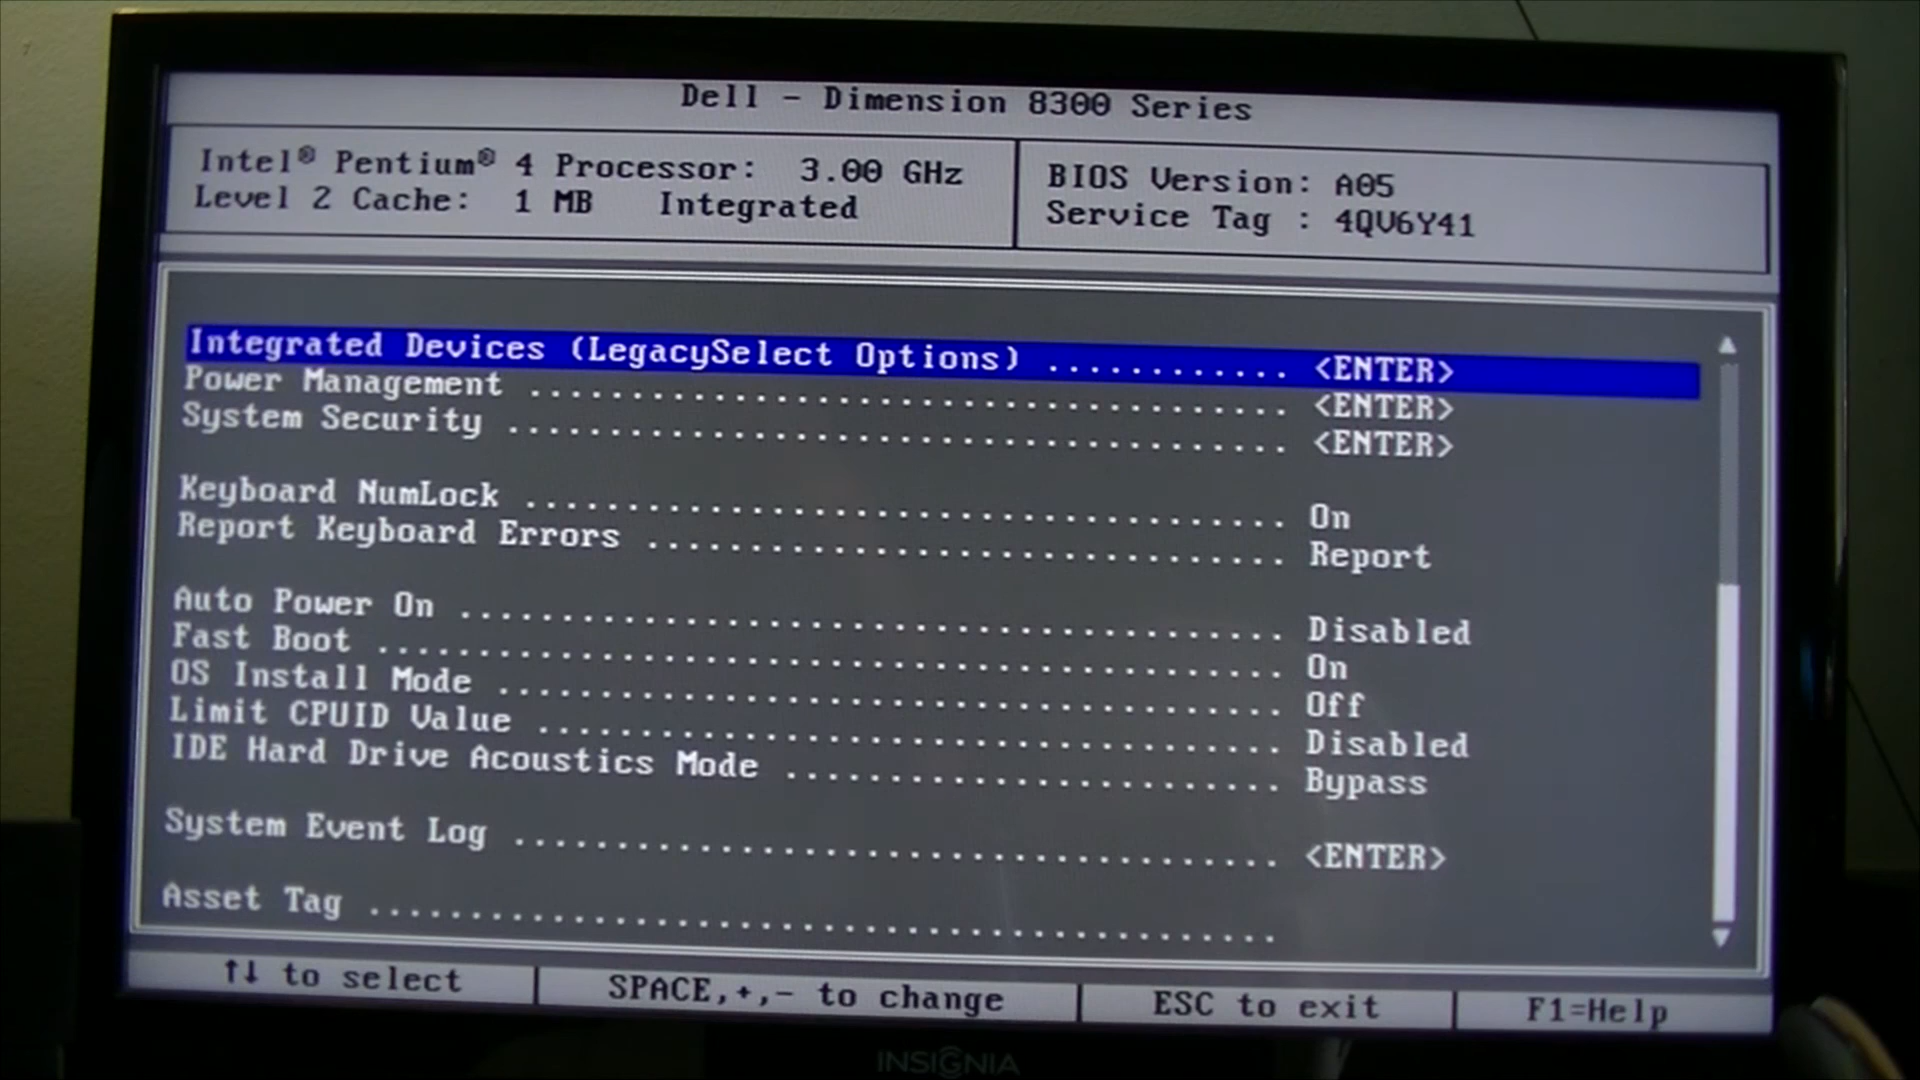 Dell - Dimension 8300 Series
Intel® Pentium® 4 Processor: 3.00 GHz
Level 2 Cache: 1 MB Integrated
BIOS Version: A05
Service Tag : 4QV6Y41
Integrated Devices (LegacySelect Options) ............ <ENTER>
Power Management ...................................... <ENTER>
System Security ....................................... <ENTER>
Keyboard NumLock ...................................... On
Report Keyboard Errors ................................ Report
Auto Power On ......................................... Disabled
Fast Boot ............................................. On
OS Install Mode ....................................... Off
Limit CPUID Value ..................................... Disabled
IDE Hard Drive Acoustics Mode ......................... Bypass
System Event Log ...................................... <ENTER>
Asset Tag .............................................
↑↓ to select
SPACE,+,- to change
ESC to exit
F1=Help
INSIGNIA